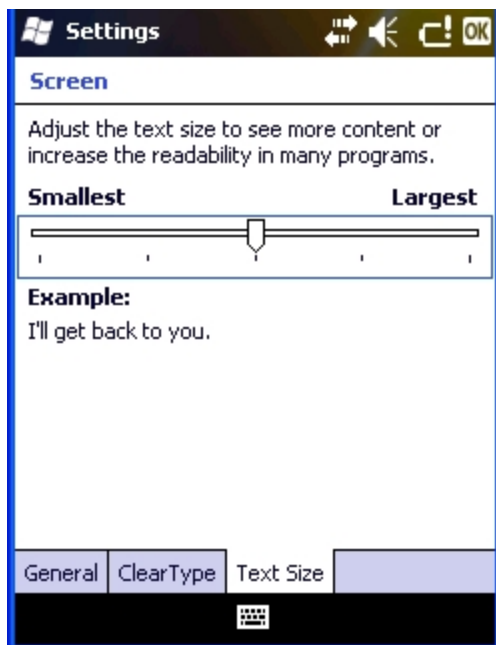 Settings
OK
Screen
Adjust the text size to see more content or
increase the readability in many programs.
Smallest Largest
Example:
I'll get back to you.
General ClearType Text Size